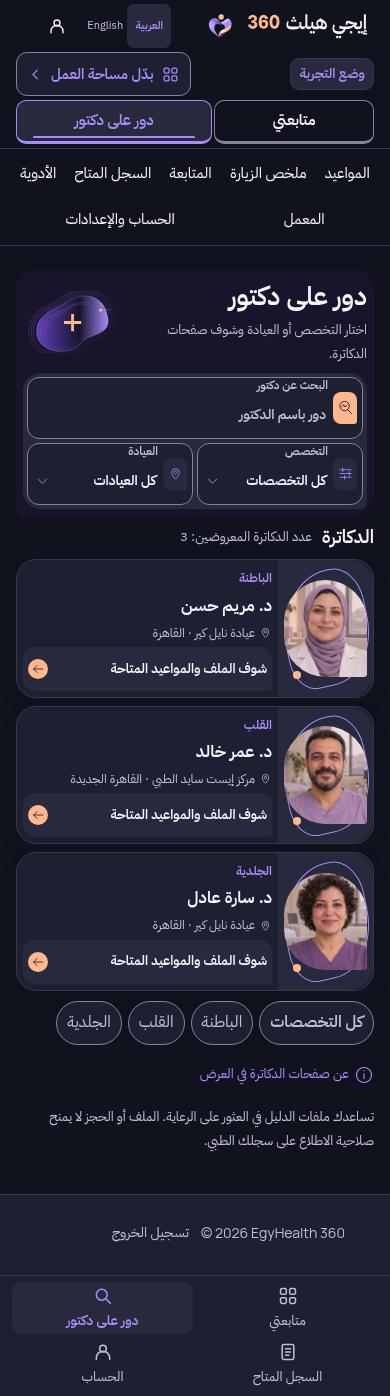 إيجي هيلث 360
العربية
English
وضع التجربة
بدّل مساحة العمل
متابعتي
دور على دكتور
المواعيد
ملخص الزيارة
المتابعة
السجل المتاح
الأدوية
المعمل
الحساب والإعدادات
دور على دكتور
اختار التخصص أو العيادة وشوف صفحات
الدكاترة.
البحث عن دكتور
دور باسم الدكتور
التخصص
كل التخصصات
العيادة
كل العيادات
الدكاترة
عدد الدكاترة المعروضين: 3
الباطنة
د. مريم حسن
عيادة نايل كير · القاهرة
شوف الملف والمواعيد المتاحة
القلب
د. عمر خالد
مركز إيست سايد الطبي · القاهرة الجديدة
شوف الملف والمواعيد المتاحة
الجلدية
د. سارة عادل
عيادة نايل كير · القاهرة
شوف الملف والمواعيد المتاحة
كل التخصصات
الباطنة
القلب
الجلدية
عن صفحات الدكاترة في العرض
تساعدك ملفات الدليل في العثور على الرعاية. الملف أو الحجز لا يمنح
صلاحية الاطلاع على سجلك الطبي.
© 2026 EgyHealth 360
تسجيل الخروج
متابعتي
دور على دكتور
السجل المتاح
الحساب